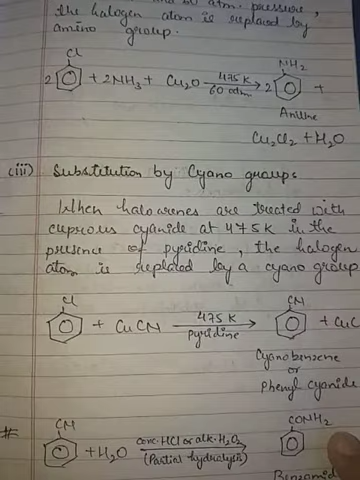 the halogen atom is replaced by
amino group.
Cl NH2
2 + 2NH3 + Cu2O 475 K 60 atm 2 +
Aniline
Cu2Cl2 + H2O
(iii) Substitution by Cyano group:
When haloarenes are treated with
cuprous cyanide at 475K in the
presence of pyridine, the halogen
atom is replaced by a cyano group
Cl CN
+ CuCN 475 K pyridine + CuC
Cyanobenzene
or
Phenyl cyanide
CN CONH2
# + H2O conc. HCl or alk. H2O2 (Partial hydrolysis)
Benzamid